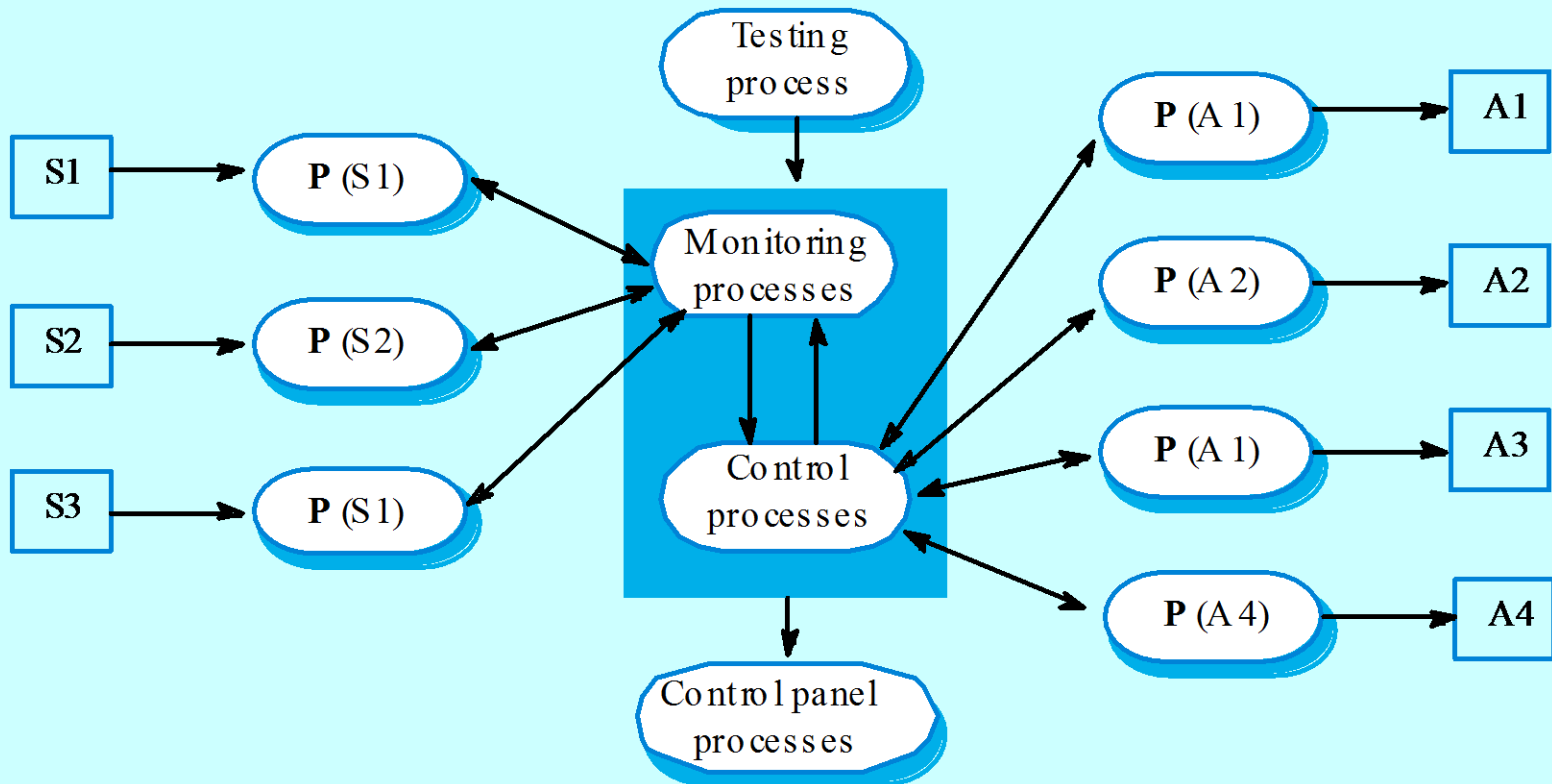 Testing
process
S1
P (S1)
S2
P (S2)
S3
P (S1)
Monitoring
processes
Control
processes
Control panel
processes
P (A1)
A1
P (A2)
A2
P (A1)
A3
P (A4)
A4